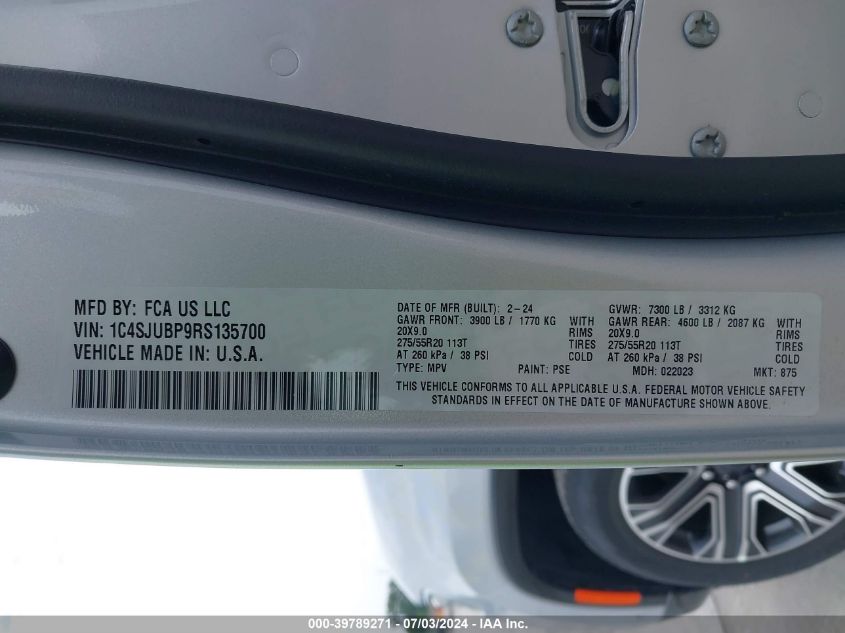 MFD BY: FCA US LLC
VIN: 1C4SJUBP9RS135700
VEHICLE MADE IN: U.S.A.
DATE OF MFR (BUILT): 2-24 GVWR: 7300 LB / 3312 KG
GAWR FRONT: 3900 LB / 1770 KG WITH GAWR REAR: 4600 LB / 2087 KG WITH
20X9.0 RIMS 20X9.0 RIMS
275/55R20 113T TIRES 275/55R20 113T TIRES
AT 260 kPa / 38 PSI COLD AT 260 kPa / 38 PSI COLD
TYPE: MPV PAINT: PSE MDH: 022023 MKT: 875
THIS VEHICLE CONFORMS TO ALL APPLICABLE U.S.A. FEDERAL MOTOR VEHICLE SAFETY
STANDARDS IN EFFECT ON THE DATE OF MANUFACTURE SHOWN ABOVE.
000-39789271 - 07/03/2024 - IAA Inc.